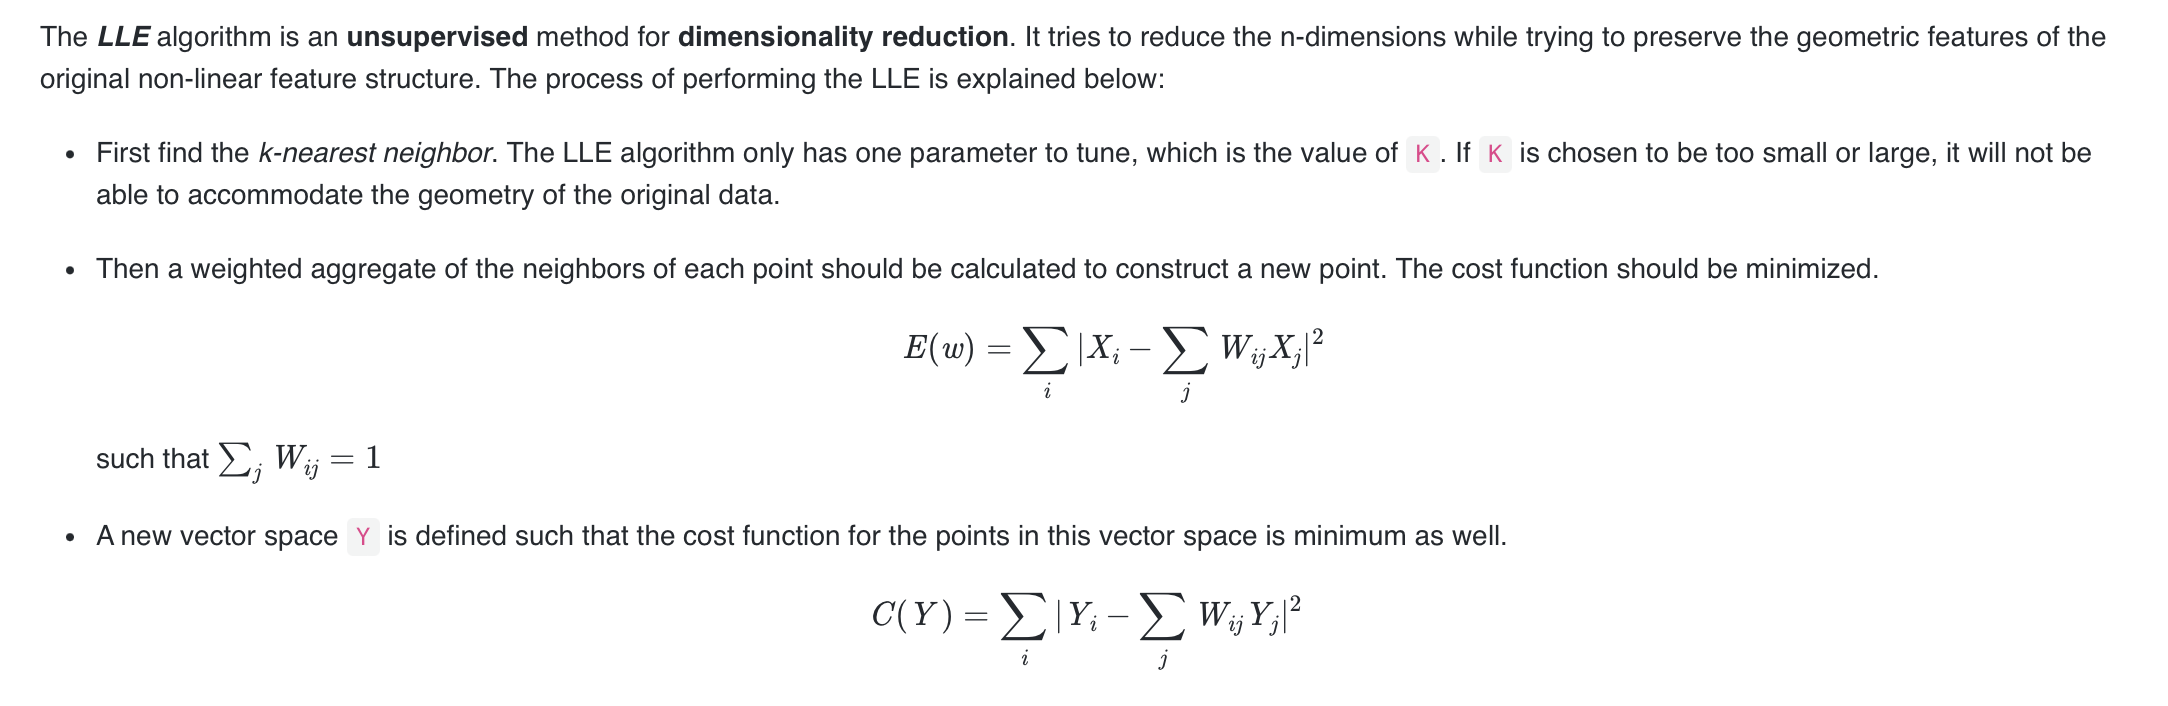 The LLE algorithm is an unsupervised method for dimensionality reduction. It tries to reduce the n-dimensions while trying to preserve the geometric features of the
original non-linear feature structure. The process of performing the LLE is explained below:
• First find the k-nearest neighbor. The LLE algorithm only has one parameter to tune, which is the value of K . If K is chosen to be too small or large, it will not be
able to accommodate the geometry of the original data.
• Then a weighted aggregate of the neighbors of each point should be calculated to construct a new point. The cost function should be minimized.
E(w) = ∑_i |X_i − ∑_j W_{ij}X_j|^2
such that ∑_j W_{ij} = 1
• A new vector space Y is defined such that the cost function for the points in this vector space is minimum as well.
C(Y) = ∑_i |Y_i − ∑_j W_{ij}Y_j|^2